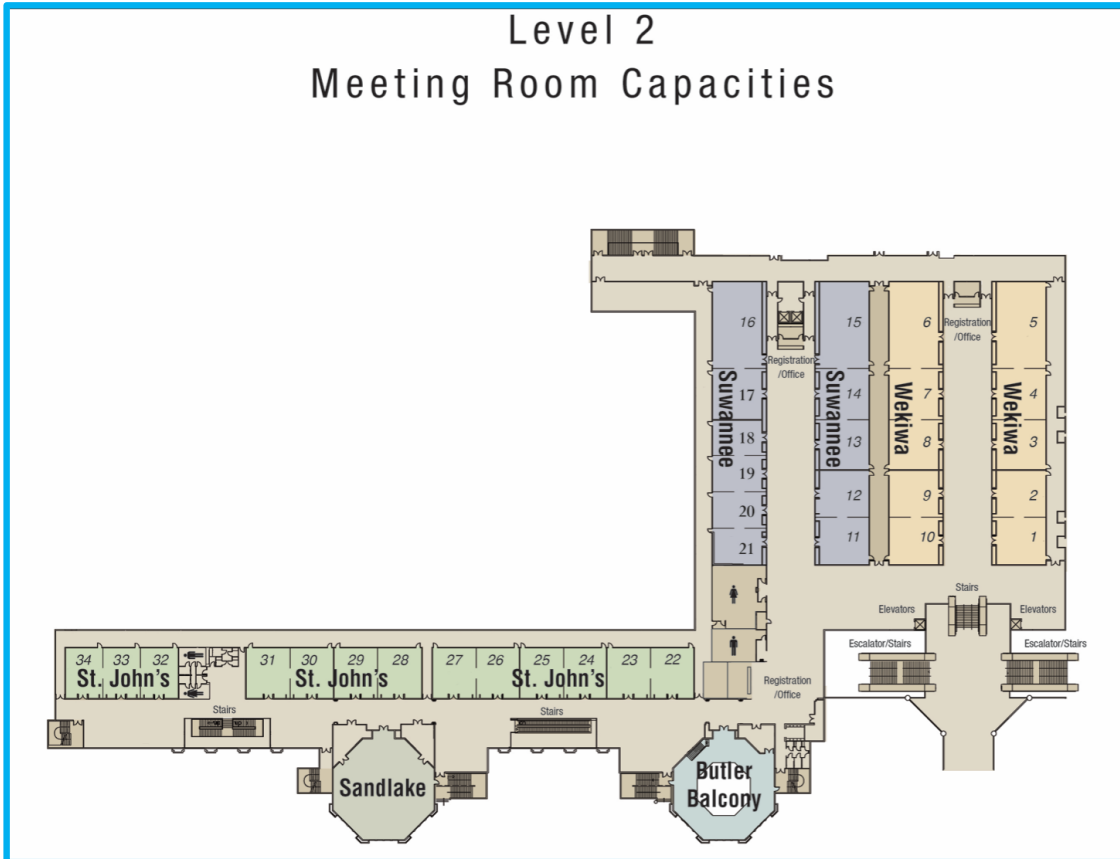 Level 2
Meeting Room Capacities
16
15
6
Registration
/Office
5
Registration
/Office
Suwannee
17
Suwannee
14
Wekiwa
7
Wekiwa
4
18
13
8
3
19
20
12
9
2
21
11
10
1
Stairs
Elevators
Elevators
Escalator/Stairs
Escalator/Stairs
34
33
32
31
30
29
28
27
26
25
24
23
22
St. John's
St. John's
St. John's
Registration
/Office
Stairs
Stairs
Sandlake
Butler
Balcony